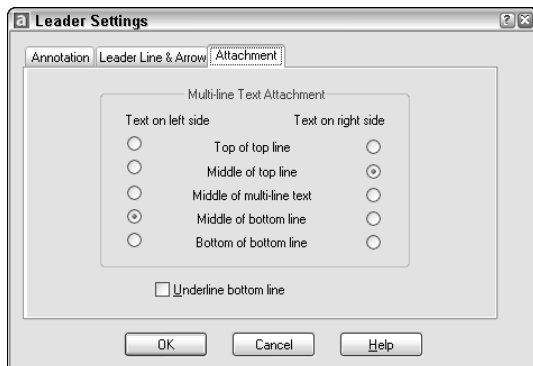 a Leader Settings ? X
Annotation Leader Line & Arrow Attachment
Multi-line Text Attachment
Text on left side Text on right side
Top of top line
Middle of top line
Middle of multi-line text
Middle of bottom line
Bottom of bottom line
Underline bottom line
OK Cancel Help